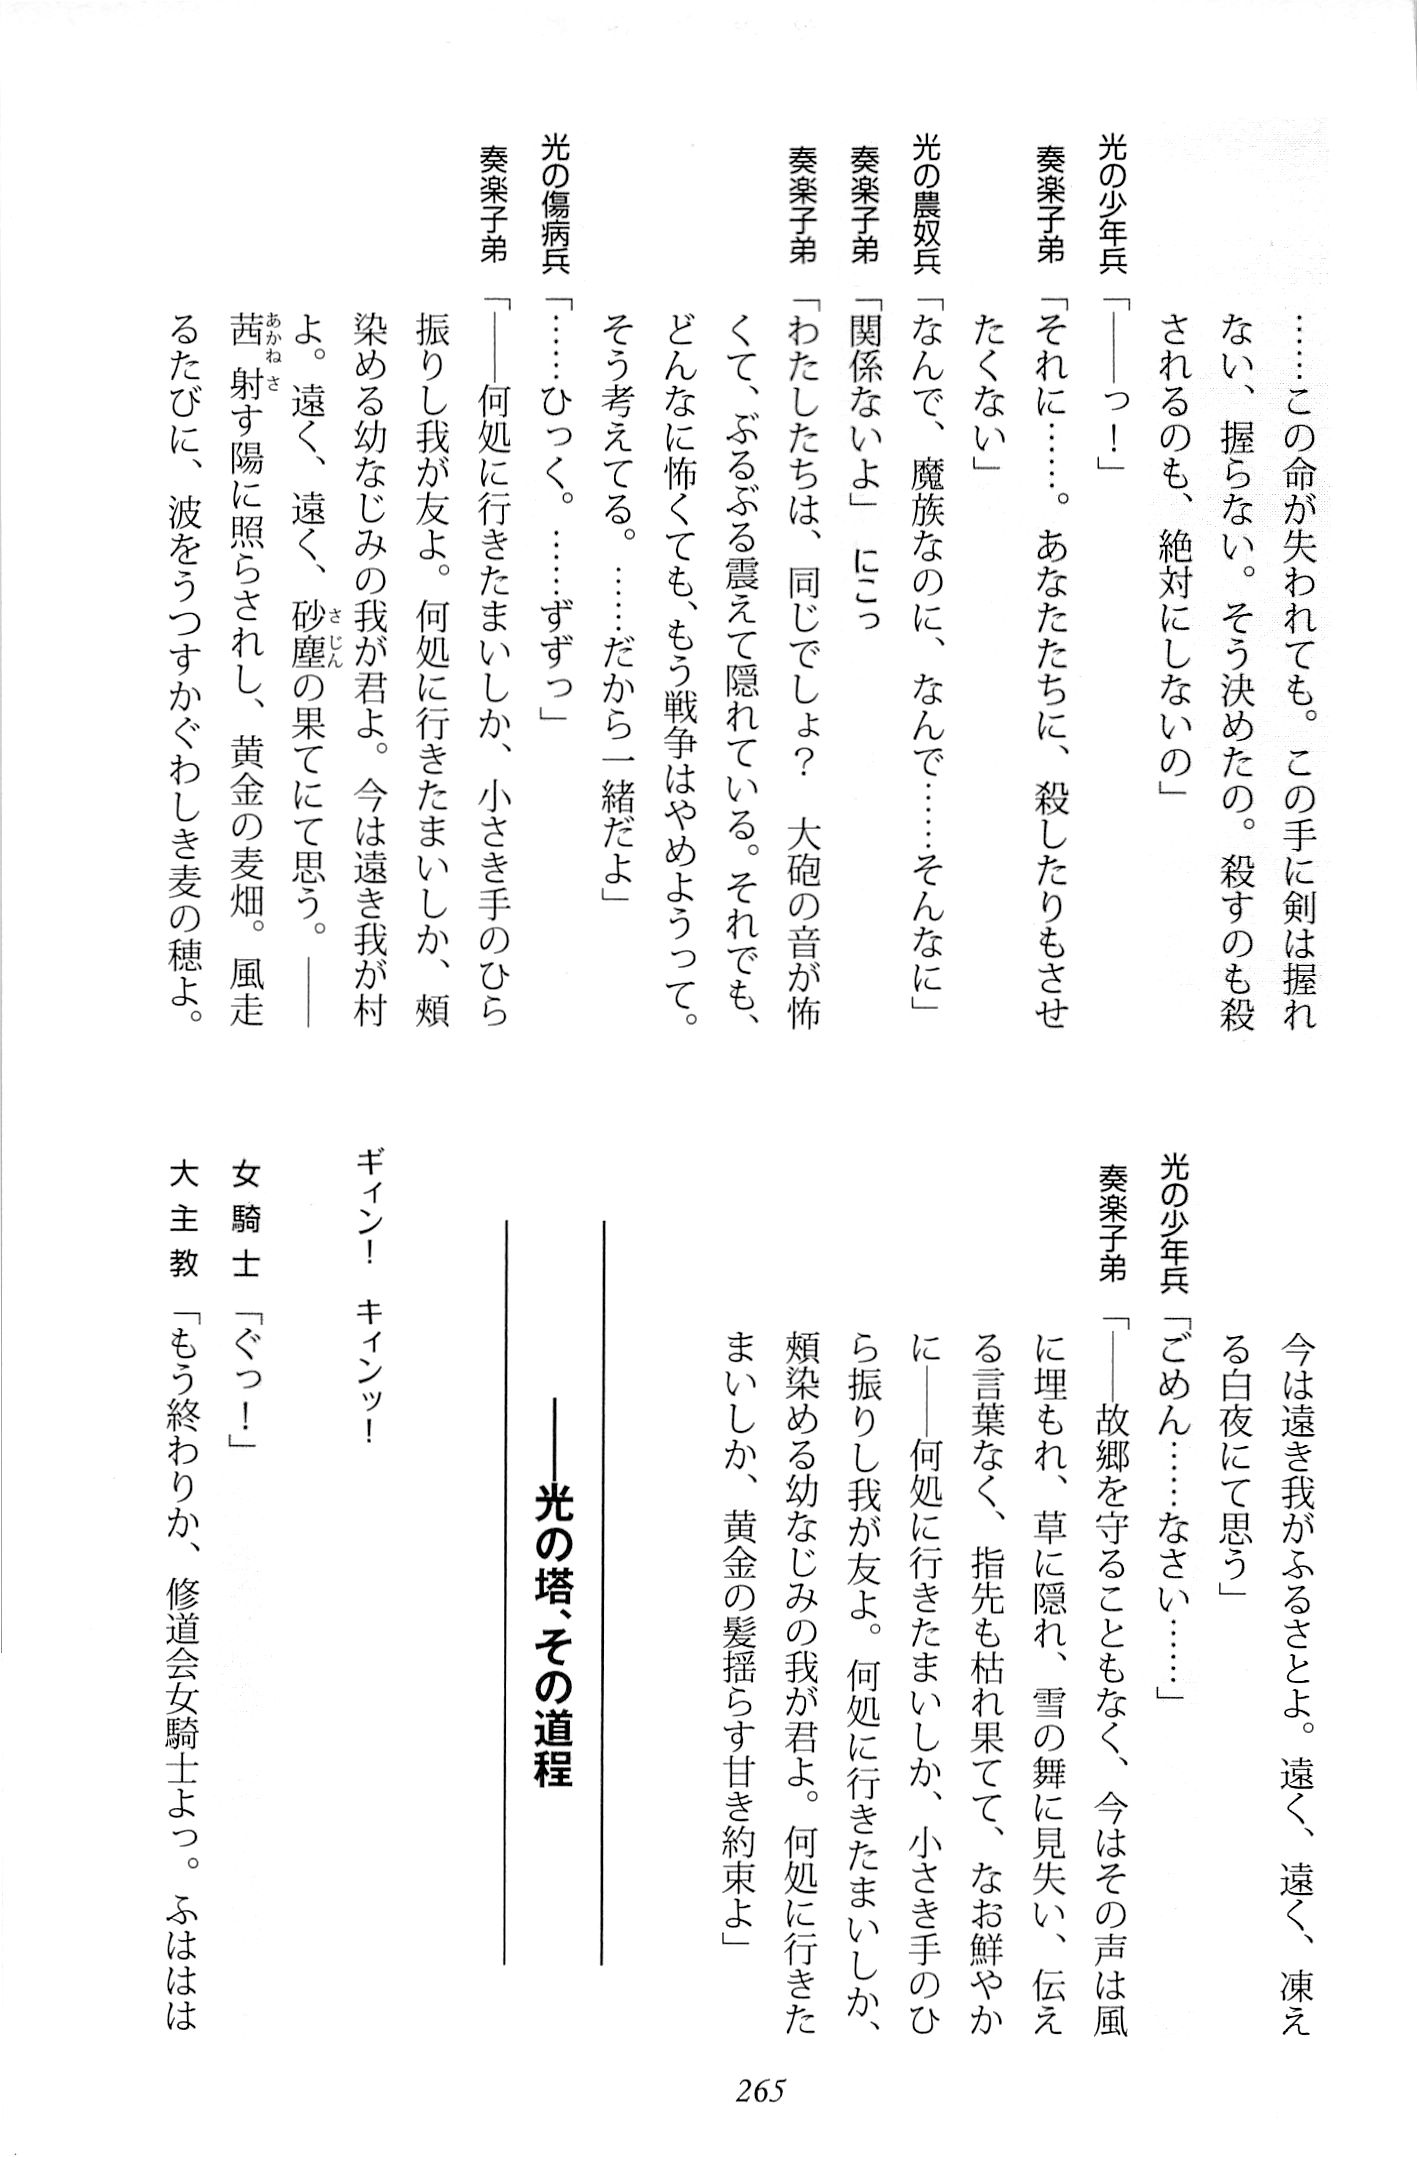 ……この命が失われても。この手に剣は握れ
ない、握らない。そう決めたの。殺すのも殺
されるのも、絶対にしないの」
光の少年兵「――っ！」
奏楽子弟「それに……。あなたたちに、殺したりもさせ
たくない」
光の農奴兵「なんで、魔族なのに、なんで……そんなに」
奏楽子弟「関係ないよ」　にこっ
奏楽子弟「わたしたちは、同じでしょ？　大砲の音が怖
くて、ぶるぶる震えて隠れている。それでも、
どんなに怖くても、もう戦争はやめようって。
そう考えてる。……だから一緒だよ」
光の傷病兵「……ひっく。……ずずっ」
奏楽子弟「――何処に行きたまいしか、小さき手のひら
振りし我が友よ。何処に行きたまいしか、頰
染める幼なじみの我が君よ。今は遠き我が村
よ。遠く、遠く、砂塵の果てにて思う。――
茜射す陽に照らされし、黄金の麦畑。風走
るたびに、波をうつすかぐわしき麦の穂よ。
今は遠き我がふるさとよ。遠く、遠く、凍え
る白夜にて思う」
光の少年兵「ごめん……なさい……」
奏楽子弟「――故郷を守ることもなく、今はその声は風
に埋もれ、草に隠れ、雪の舞に見失い、伝え
る言葉なく、指先も枯れ果てて、なお鮮やか
に――何処に行きたまいしか、小さき手のひ
ら振りし我が友よ。何処に行きたまいしか、
頰染める幼なじみの我が君よ。何処に行きた
まいしか、黄金の髪揺らす甘き約束よ」
――光の塔、その道程
ギィン！　キィンッ！
女騎士「ぐっ！」
大主教「もう終わりか、修道会女騎士よっ。ふははは
265